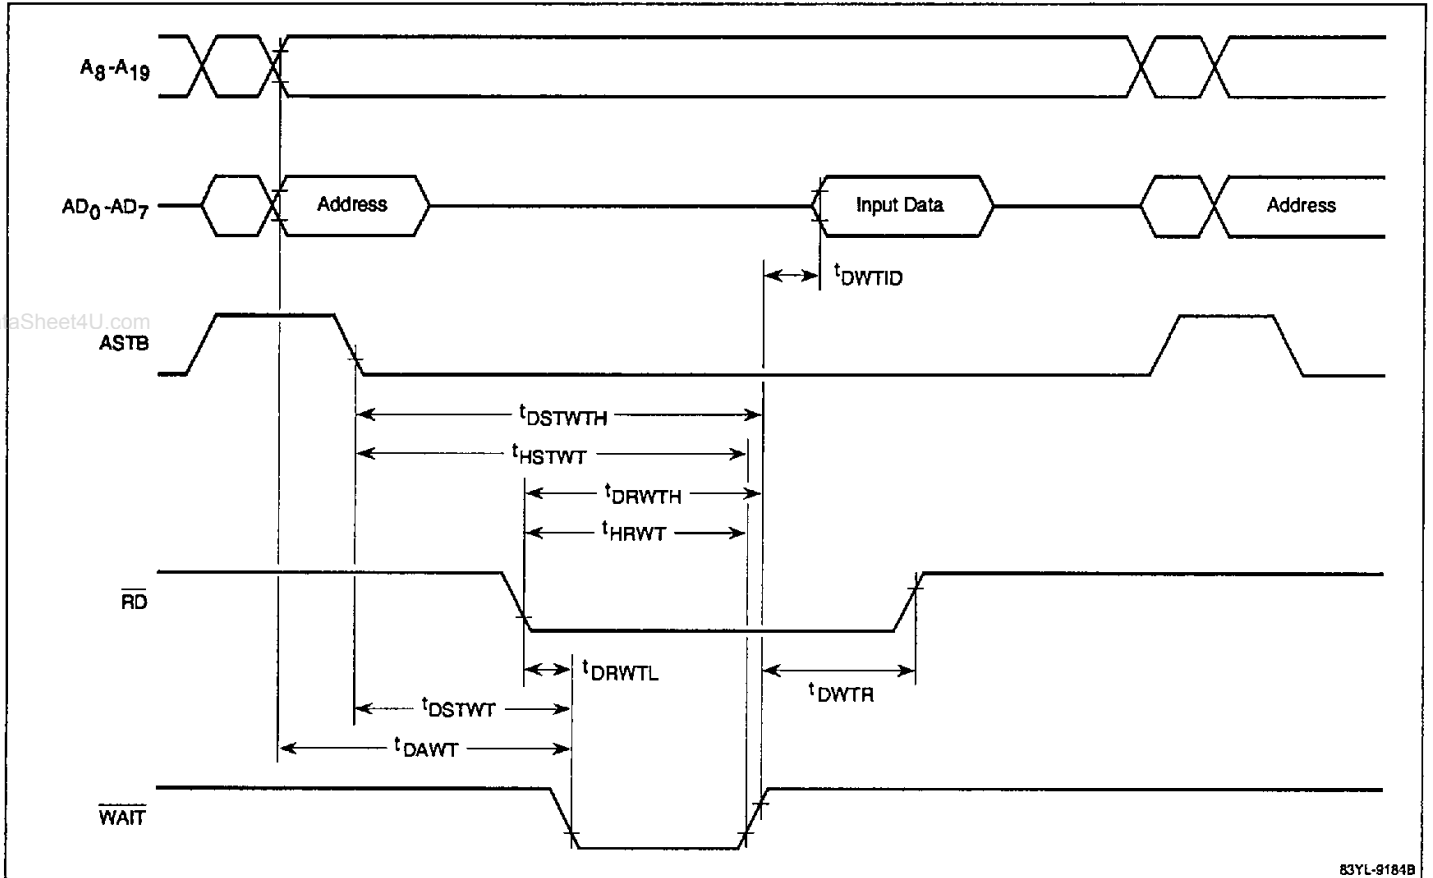 A8-A19
AD0-AD7
Address
Input Data
Address
tDWTID
taSheet4U.com
ASTB
tDSTWTH
tHSTWT
tDRWTH
tHRWT
RD
tDRWTL
tDWTR
tDSTWT
tDAWT
WAIT
83YL-9184B